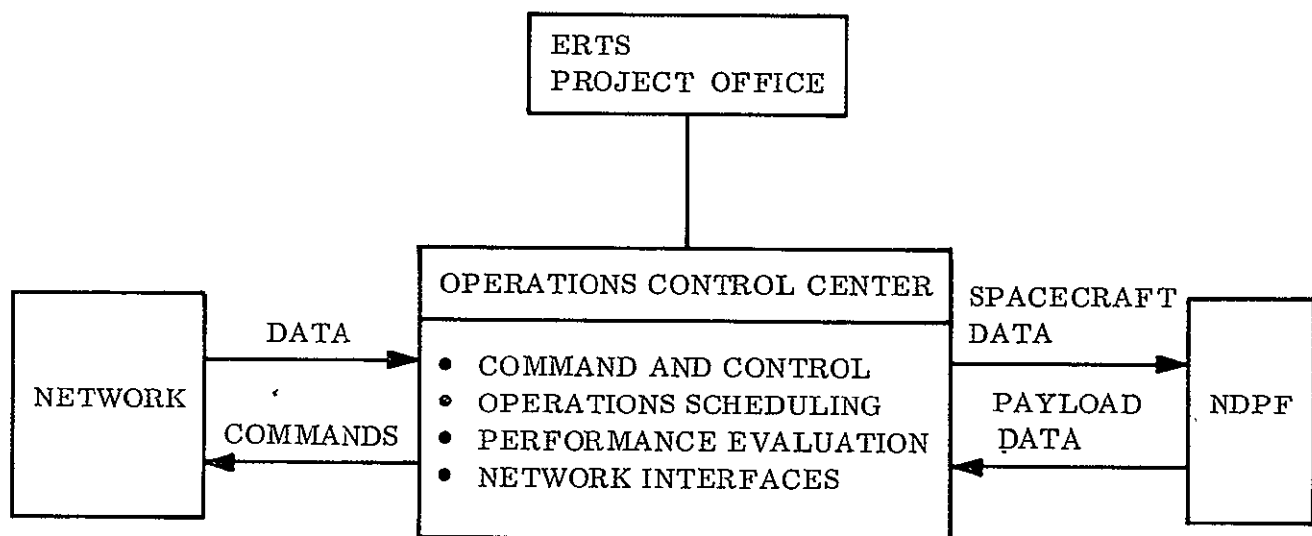 ERTS
PROJECT OFFICE
OPERATIONS CONTROL CENTER
NETWORK
DATA
COMMANDS
• COMMAND AND CONTROL
• OPERATIONS SCHEDULING
• PERFORMANCE EVALUATION
• NETWORK INTERFACES
SPACECRAFT
DATA
PAYLOAD
DATA
NDPF